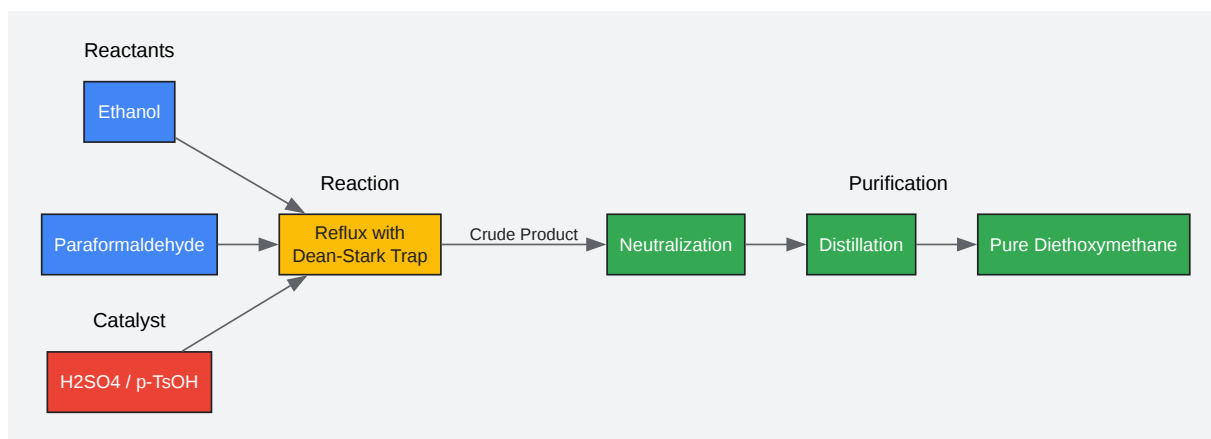 Reactants
Ethanol
Reaction
Purification
Paraformaldehyde
Reflux with
Dean-Stark Trap
Crude Product
Neutralization
Distillation
Pure Diethoxymethane
Catalyst
H2SO4 / p-TsOH